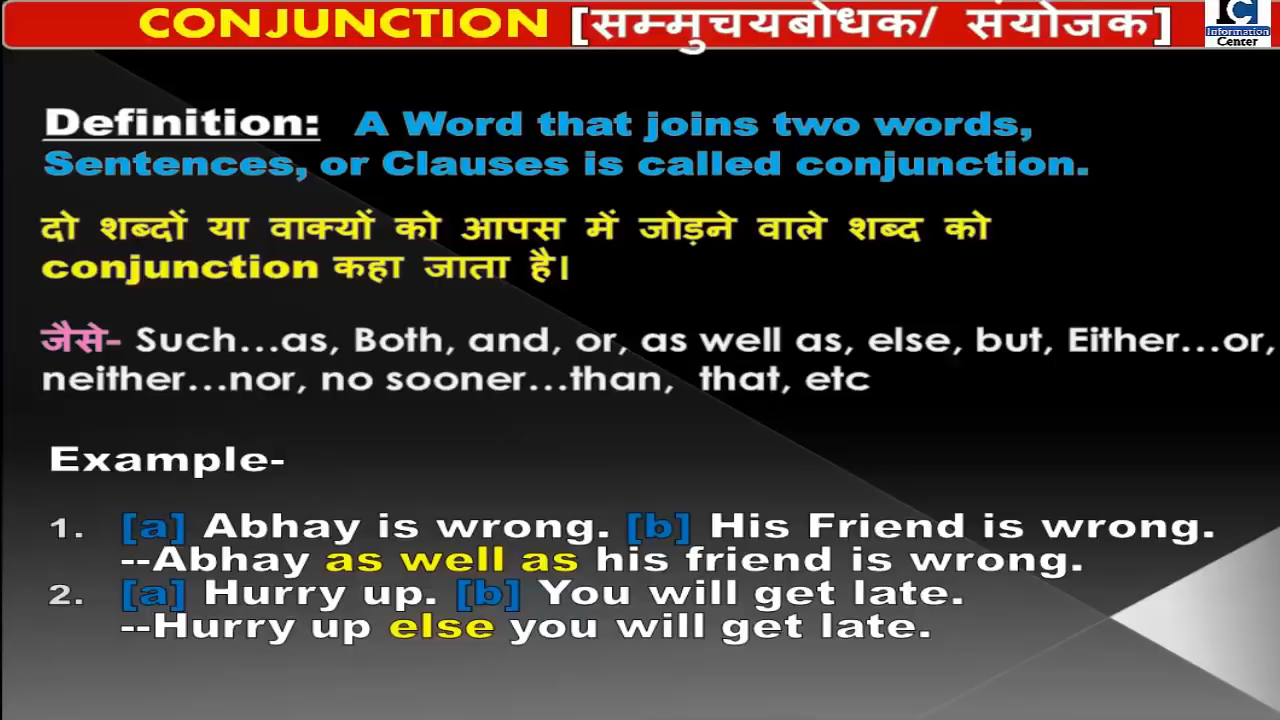 CONJUNCTION [सम्मुचयबोधक/ संयोजक]
IC
Information
Center
Definition: A Word that joins two words,
Sentences, or Clauses is called conjunction.
दो शब्दों या वाक्यों को आपस में जोड़ने वाले शब्द को
conjunction कहा जाता है।
जैसे- Such...as, Both, and, or, as well as, else, but, Either...or,
neither...nor, no sooner...than, that, etc
Example-
1. [a] Abhay is wrong. [b] His Friend is wrong.
--Abhay as well as his friend is wrong.
2. [a] Hurry up. [b] You will get late.
--Hurry up else you will get late.